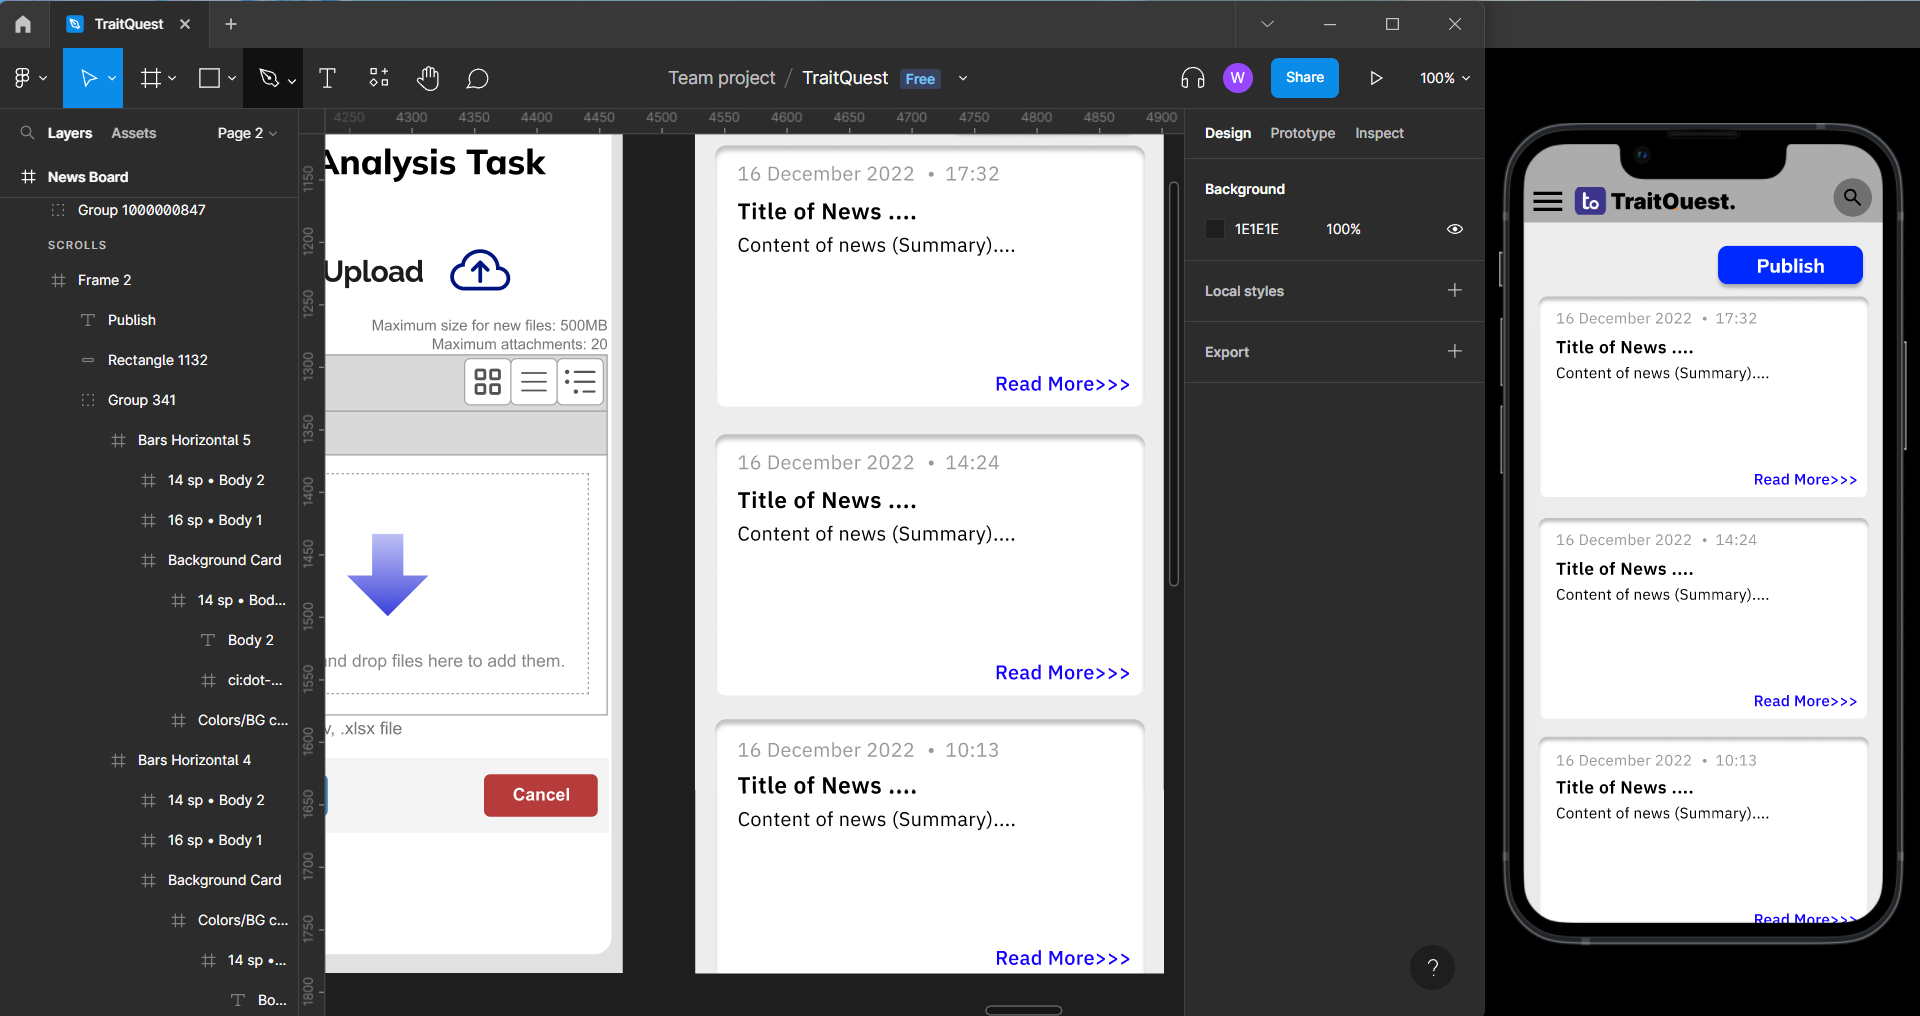 TraitQuest
Team project / TraitQuest Free
W
Share
100%
Layers Assets Page 2
News Board
Group 1000000847
SCROLLS
Frame 2
Publish
Rectangle 1132
Group 341
Bars Horizontal 5
14 sp • Body 2
16 sp • Body 1
Background Card
14 sp • Bod...
Body 2
ci:dot-...
Colors/BG c...
Bars Horizontal 4
14 sp • Body 2
16 sp • Body 1
Background Card
Colors/BG c...
14 sp •...
Bo...
4250 4300 4350 4400 4450 4500 4550 4600 4650 4700 4750 4800 4850 4900
1150
1200
1250
1300
1350
1400
1450
1500
1550
1600
1650
1700
1750
1800
Analysis Task
Upload
Maximum size for new files: 500MB
Maximum attachments: 20
nd drop files here to add them.
v, .xlsx file
Cancel
16 December 2022 • 17:32
Title of News ....
Content of news (Summary)....
Read More>>>
16 December 2022 • 14:24
Title of News ....
Content of news (Summary)....
Read More>>>
16 December 2022 • 10:13
Title of News ....
Content of news (Summary)....
Read More>>>
Design Prototype Inspect
Background
1E1E1E 100%
Local styles
Export
?
to TraitQuest.
Publish
16 December 2022 • 17:32
Title of News ....
Content of news (Summary)....
Read More>>>
16 December 2022 • 14:24
Title of News ....
Content of news (Summary)....
Read More>>>
16 December 2022 • 10:13
Title of News ....
Content of news (Summary)....
Read More>>>